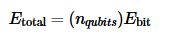 E_total = (n_qubits)E_bit